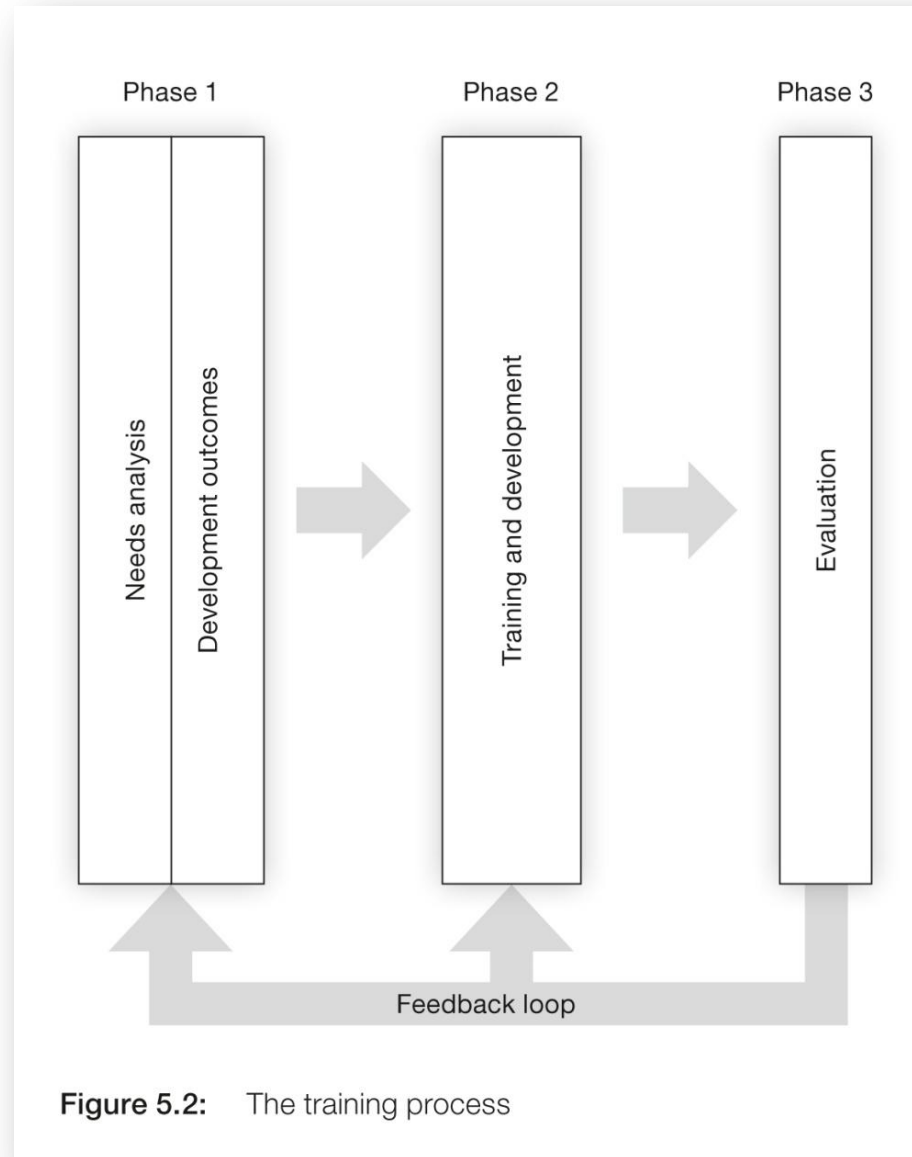 Phase 1
Phase 2
Phase 3
Needs analysis
Development outcomes
Training and development
Evaluation
Feedback loop
Figure 5.2: The training process